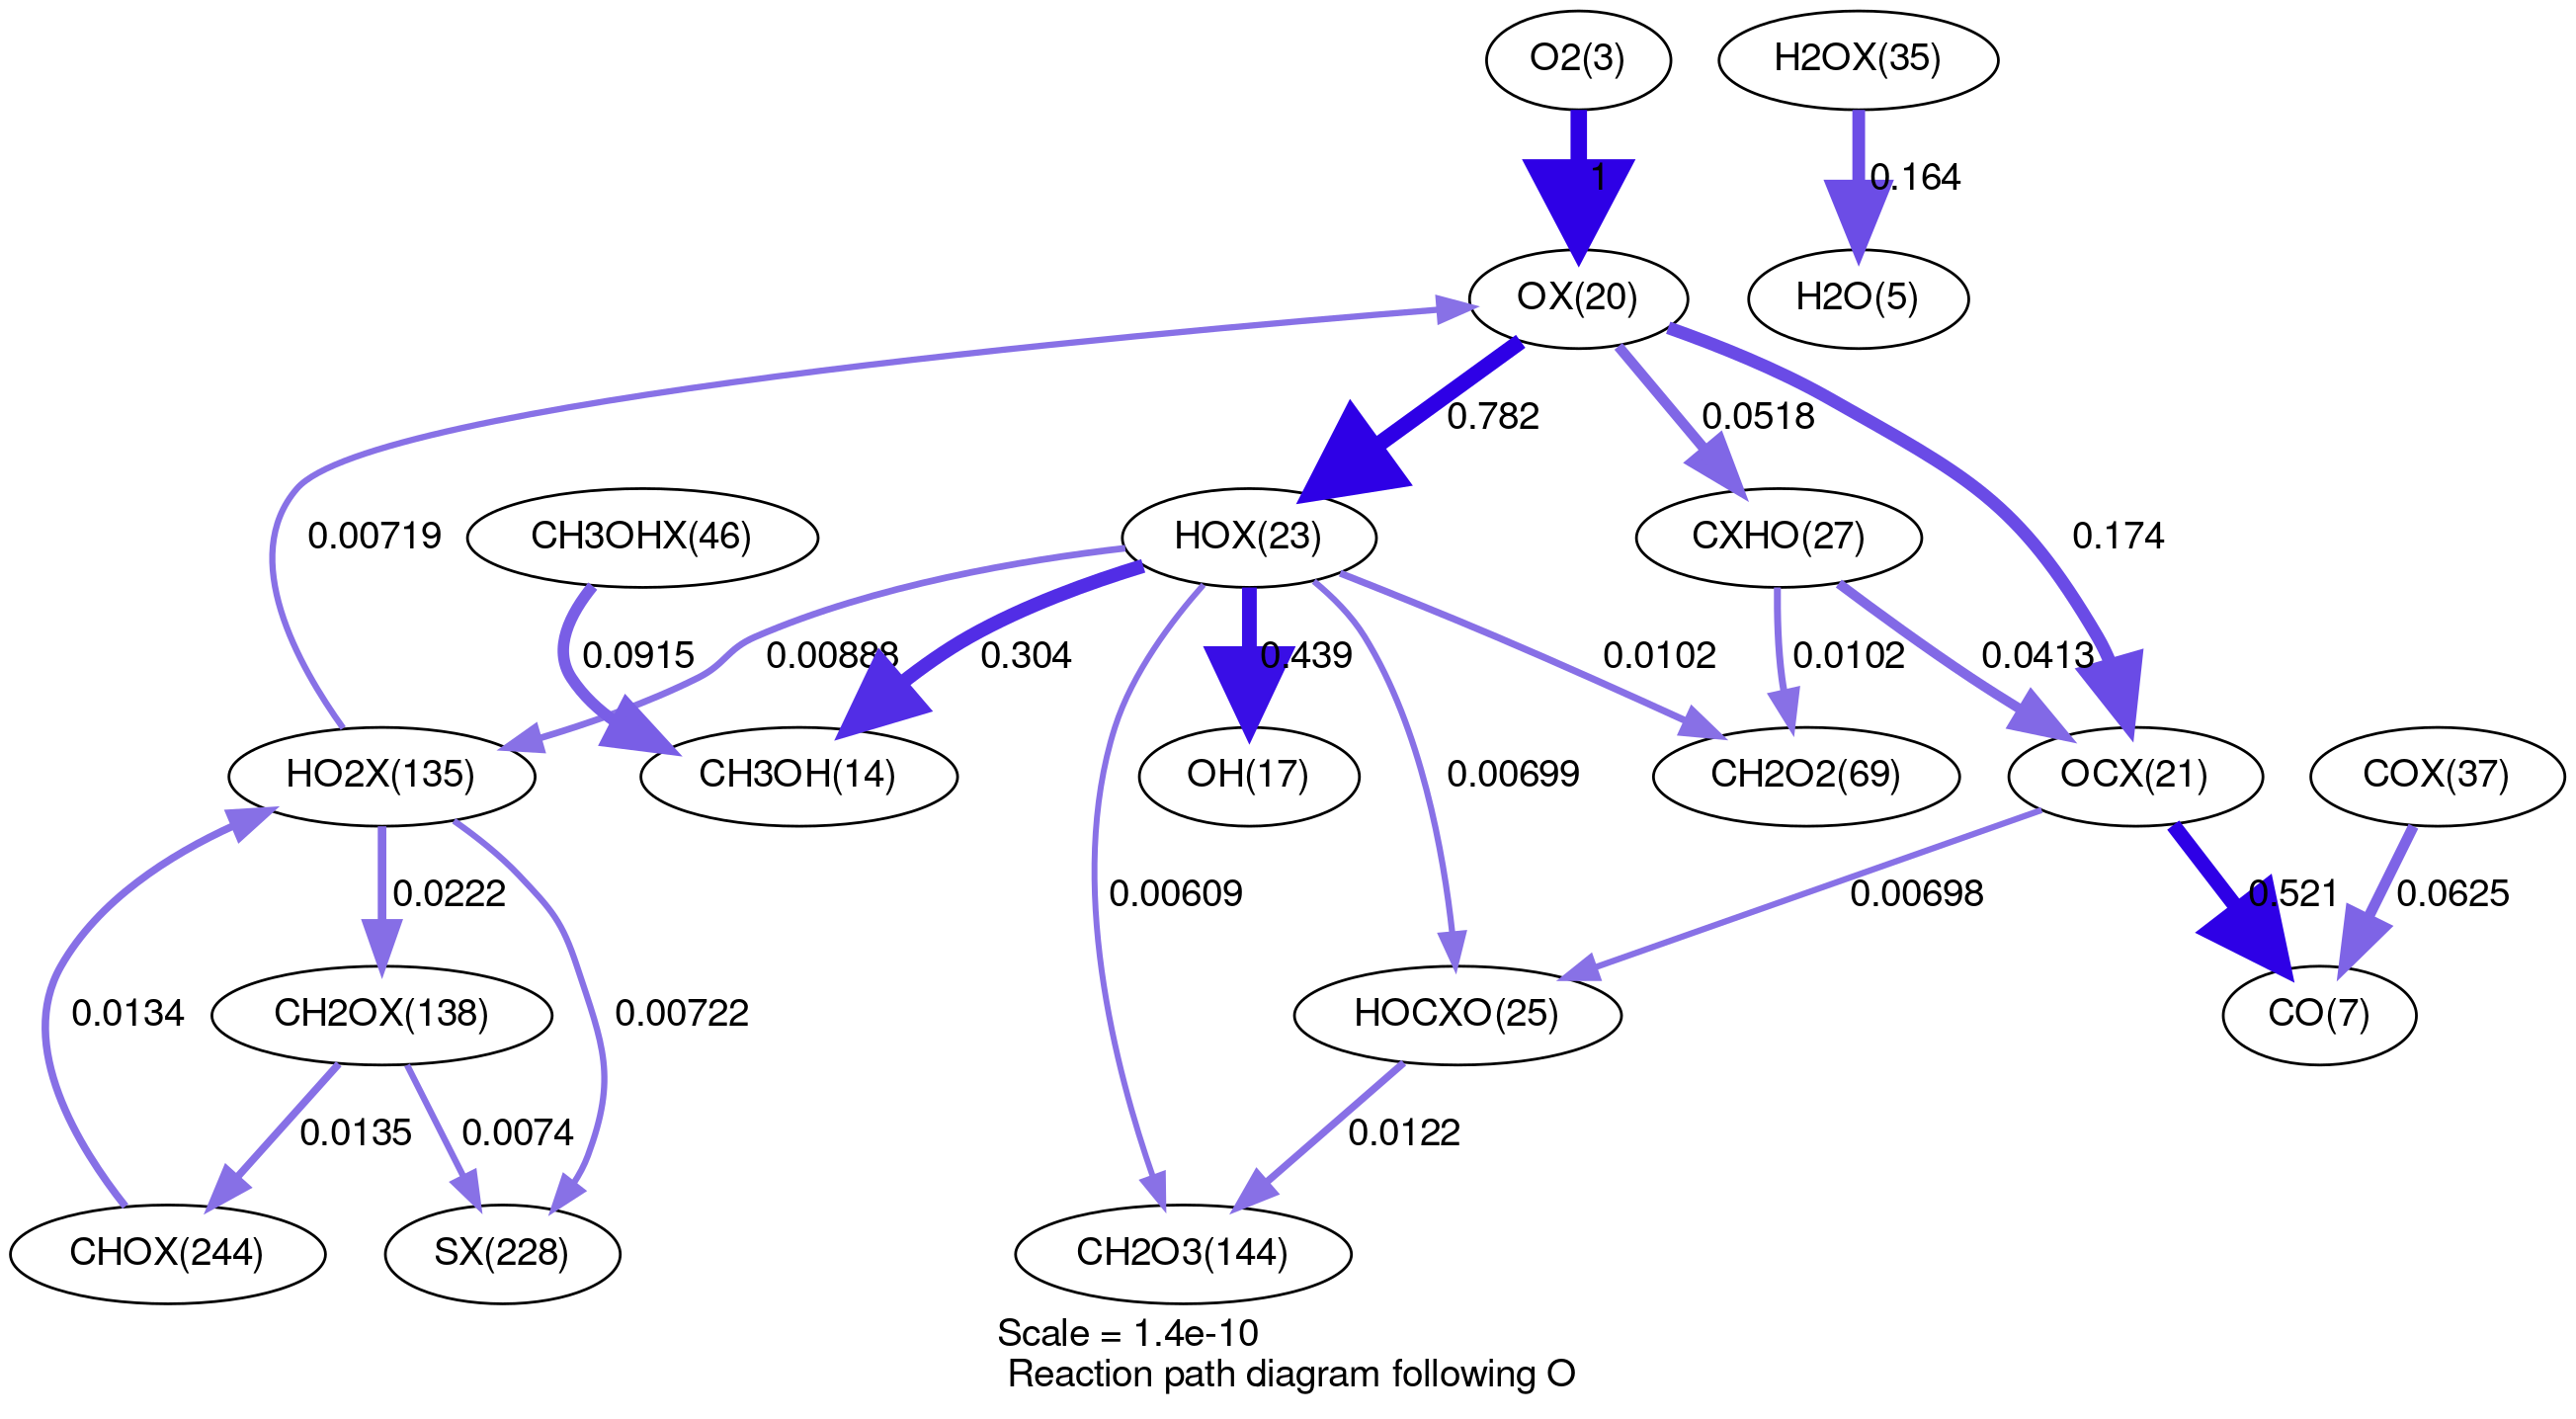 O2(3)
H2OX(35)
1
0.164
OX(20)
H2O(5)
0.782
0.0518
0.00719
CH3OHX(46)
HOX(23)
CXHO(27)
0.174
0.0915
0.00888
0.304
0.439
0.0102
0.0102
0.0413
HO2X(135)
CH3OH(14)
OH(17)
0.00699
CH2O2(69)
OCX(21)
COX(37)
0.0222
0.00609
0.00698
0.521
0.0625
0.0134
CH2OX(138)
0.00722
HOCXO(25)
CO(7)
0.0135
0.0074
0.0122
CHOX(244)
SX(228)
CH2O3(144)
Scale = 1.4e-10
Reaction path diagram following O